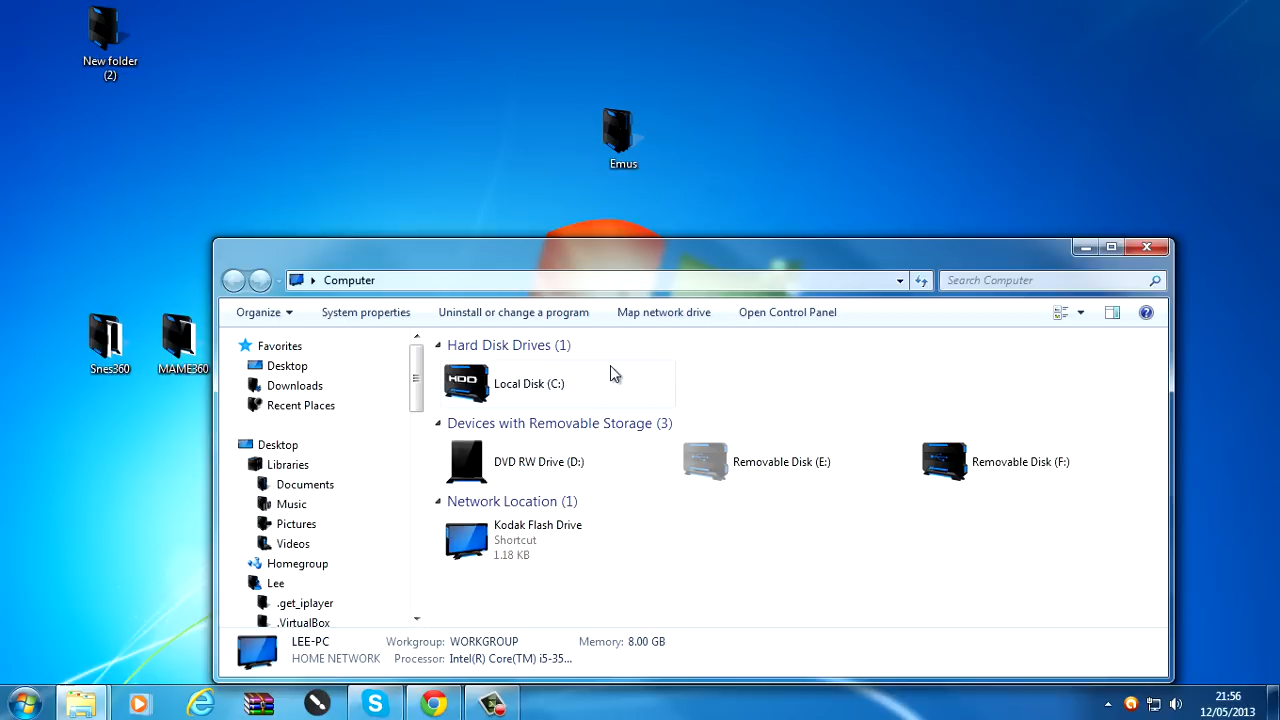 New folder
(2)
Emus
Snes360
MAME360
Computer
Search Computer
Organize
System properties
Uninstall or change a program
Map network drive
Open Control Panel
Favorites
Desktop
Downloads
Recent Places
Desktop
Libraries
Documents
Music
Pictures
Videos
Homegroup
Lee
.get_iplayer
.VirtualBox
Hard Disk Drives (1)
HDD
Local Disk (C:)
Devices with Removable Storage (3)
DVD RW Drive (D:)
Removable Disk (E:)
Removable Disk (F:)
Network Location (1)
Kodak Flash Drive
Shortcut
1.18 KB
LEE-PC
Workgroup: WORKGROUP
Memory: 8.00 GB
HOME NETWORK
Processor: Intel(R) Core(TM) i5-35...
21:56
12/05/2013